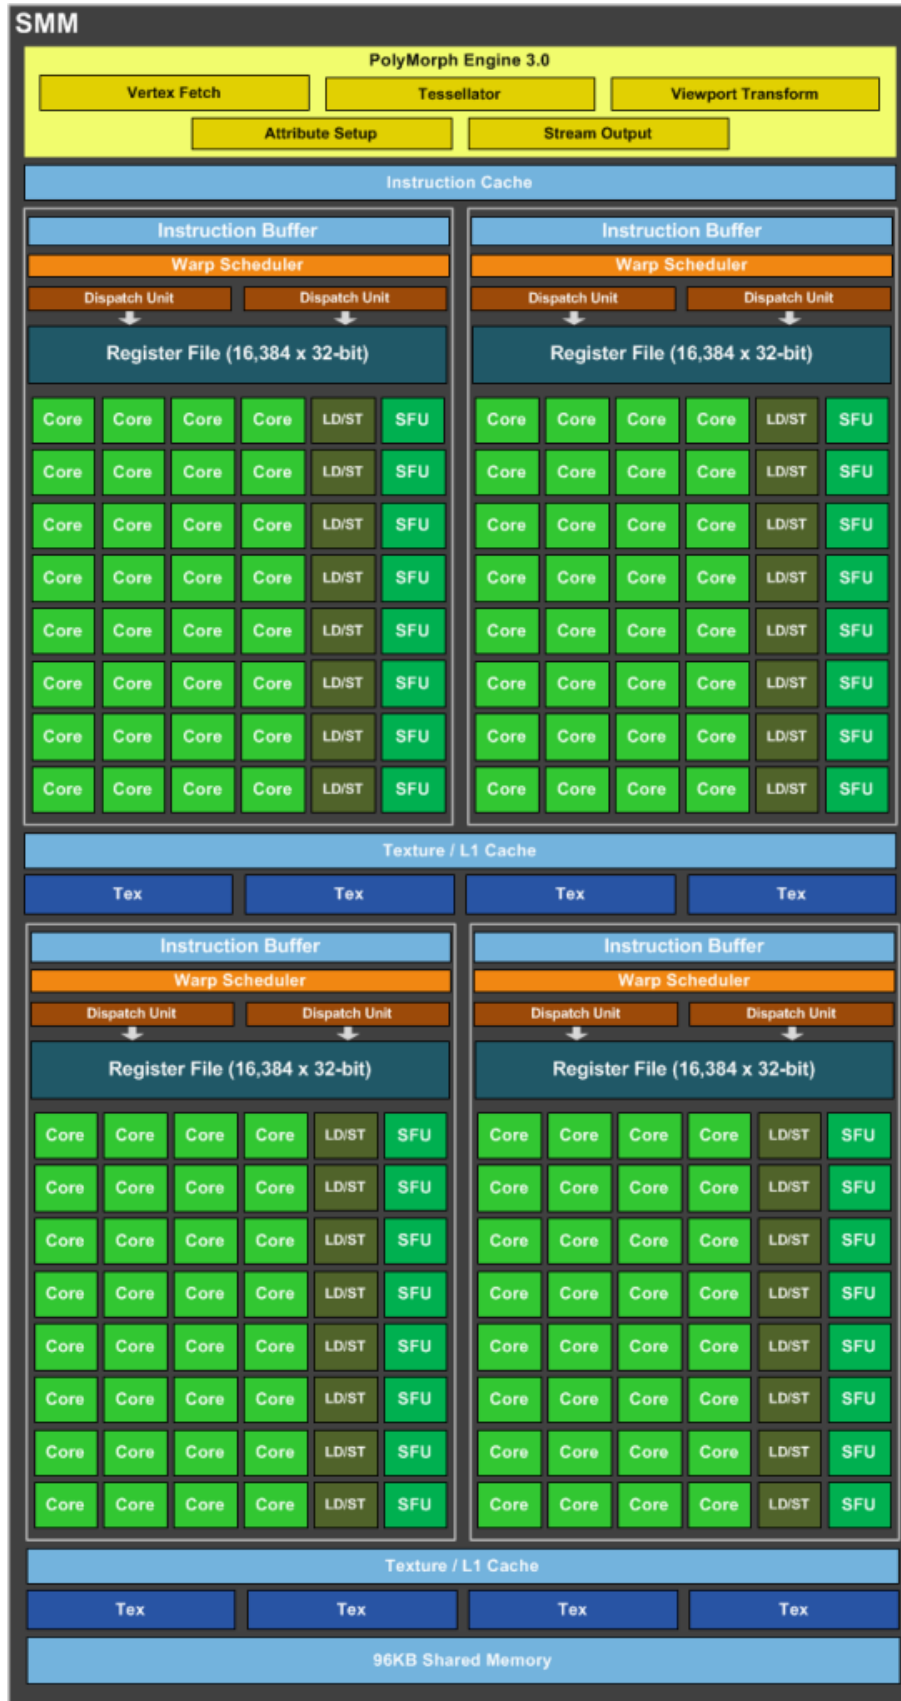 SMM
PolyMorph Engine 3.0
Vertex Fetch Tessellator Viewport Transform
Attribute Setup Stream Output
Instruction Cache
Instruction Buffer Instruction Buffer
Warp Scheduler Warp Scheduler
Dispatch Unit Dispatch Unit Dispatch Unit Dispatch Unit
Register File (16,384 x 32-bit) Register File (16,384 x 32-bit)
Core Core Core Core LD/ST SFU Core Core Core Core LD/ST SFU
Core Core Core Core LD/ST SFU Core Core Core Core LD/ST SFU
Core Core Core Core LD/ST SFU Core Core Core Core LD/ST SFU
Core Core Core Core LD/ST SFU Core Core Core Core LD/ST SFU
Core Core Core Core LD/ST SFU Core Core Core Core LD/ST SFU
Core Core Core Core LD/ST SFU Core Core Core Core LD/ST SFU
Core Core Core Core LD/ST SFU Core Core Core Core LD/ST SFU
Core Core Core Core LD/ST SFU Core Core Core Core LD/ST SFU
Texture / L1 Cache
Tex Tex Tex Tex
Instruction Buffer Instruction Buffer
Warp Scheduler Warp Scheduler
Dispatch Unit Dispatch Unit Dispatch Unit Dispatch Unit
Register File (16,384 x 32-bit) Register File (16,384 x 32-bit)
Core Core Core Core LD/ST SFU Core Core Core Core LD/ST SFU
Core Core Core Core LD/ST SFU Core Core Core Core LD/ST SFU
Core Core Core Core LD/ST SFU Core Core Core Core LD/ST SFU
Core Core Core Core LD/ST SFU Core Core Core Core LD/ST SFU
Core Core Core Core LD/ST SFU Core Core Core Core LD/ST SFU
Core Core Core Core LD/ST SFU Core Core Core Core LD/ST SFU
Core Core Core Core LD/ST SFU Core Core Core Core LD/ST SFU
Core Core Core Core LD/ST SFU Core Core Core Core LD/ST SFU
Texture / L1 Cache
Tex Tex Tex Tex
96KB Shared Memory